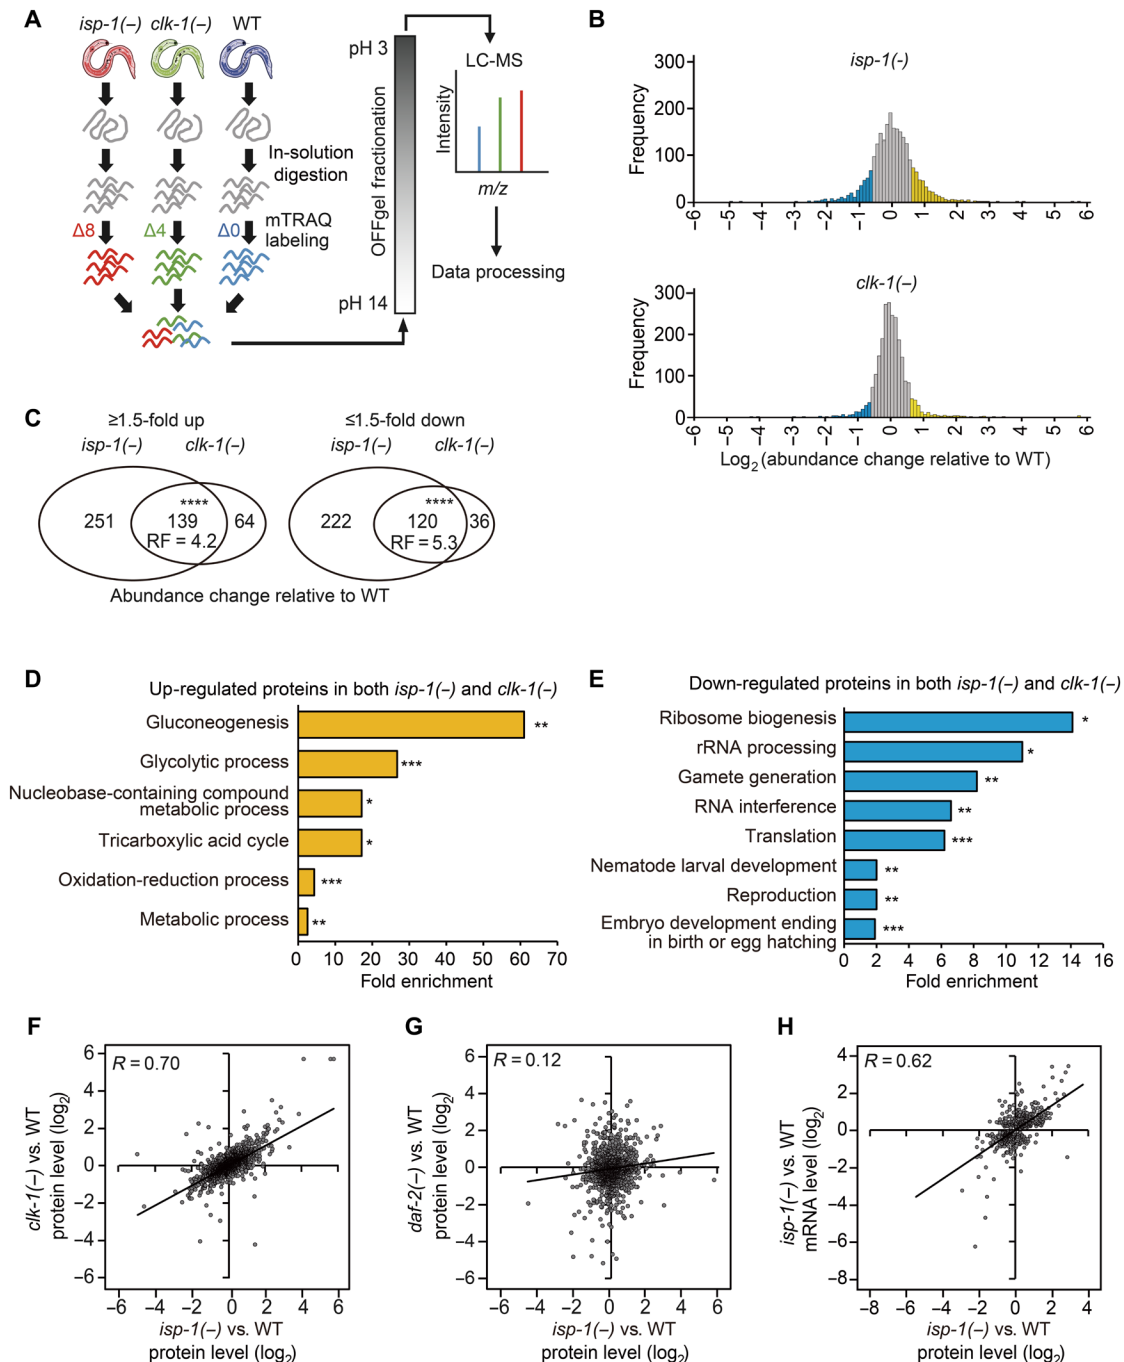 A
isp-1(–) clk-1(–) WT
In-solution
digestion
Δ8 Δ4 Δ0 mTRAQ
labeling
pH 3
OFFgel fractionation
pH 14
LC-MS
Intensity
m/z
Data processing
B
isp-1(-)
Frequency
300
200
100
0
-6 -5 -4 -3 -2 -1 0 1 2 3 4 5 6
clk-1(-)
Frequency
300
200
100
0
-6 -5 -4 -3 -2 -1 0 1 2 3 4 5 6
Log2 (abundance change relative to WT)
C
≥1.5-fold up
isp-1(–) clk-1(–)
****
251 139 64
RF = 4.2
≤1.5-fold down
isp-1(–) clk-1(–)
****
222 120 36
RF = 5.3
Abundance change relative to WT
D
Up-regulated proteins in both isp-1(–) and clk-1(–)
Gluconeogenesis **
Glycolytic process ***
Nucleobase-containing compound
metabolic process *
Tricarboxylic acid cycle *
Oxidation-reduction process ***
Metabolic process **
0 10 20 30 40 50 60 70
Fold enrichment
E
Down-regulated proteins in both isp-1(–) and clk-1(–)
Ribosome biogenesis *
rRNA processing *
Gamete generation **
RNA interference **
Translation ***
Nematode larval development **
Reproduction **
Embryo development ending
in birth or egg hatching ***
0 2 4 6 8 10 12 14 16
Fold enrichment
F
R = 0.70
clk-1(–) vs. WT
protein level (log2)
6
4
2
0
−2
−4
−6
−6 −4 −2 0 2 4 6
isp-1(–) vs. WT
protein level (log2)
G
R = 0.12
daf-2(–) vs. WT
protein level (log2)
6
4
2
0
−2
−4
−6
−6 −4 −2 0 2 4 6
isp-1(–) vs. WT
protein level (log2)
H
R = 0.62
isp-1(–) vs. WT
mRNA level (log2)
4
2
0
−2
−4
−6
−8
−8 −6 −4 −2 0 2 4
isp-1(–) vs. WT
protein level (log2)